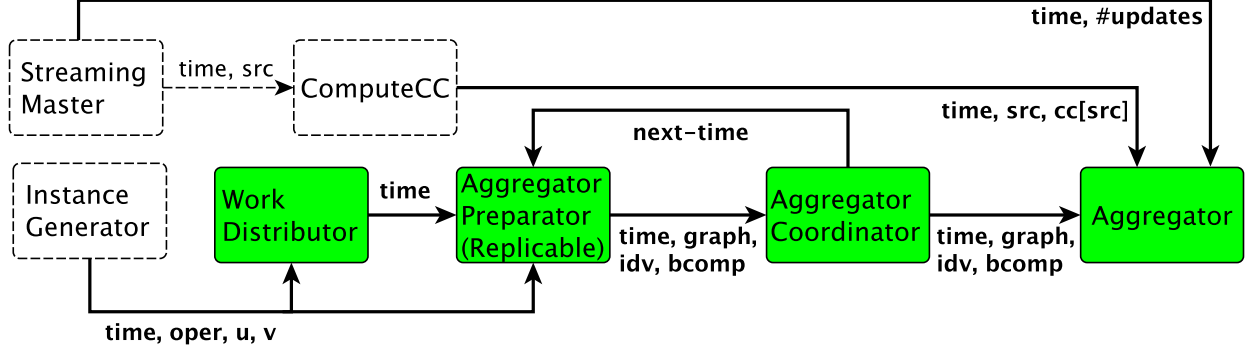 time, #updates
Streaming
Master
time, src
ComputeCC
time, src, cc[src]
next-time
Instance
Generator
Work
Distributor
time
Aggregator
Preparator
(Replicable)
time, graph,
idv, bcomp
Aggregator
Coordinator
time, graph,
idv, bcomp
Aggregator
time, oper, u, v